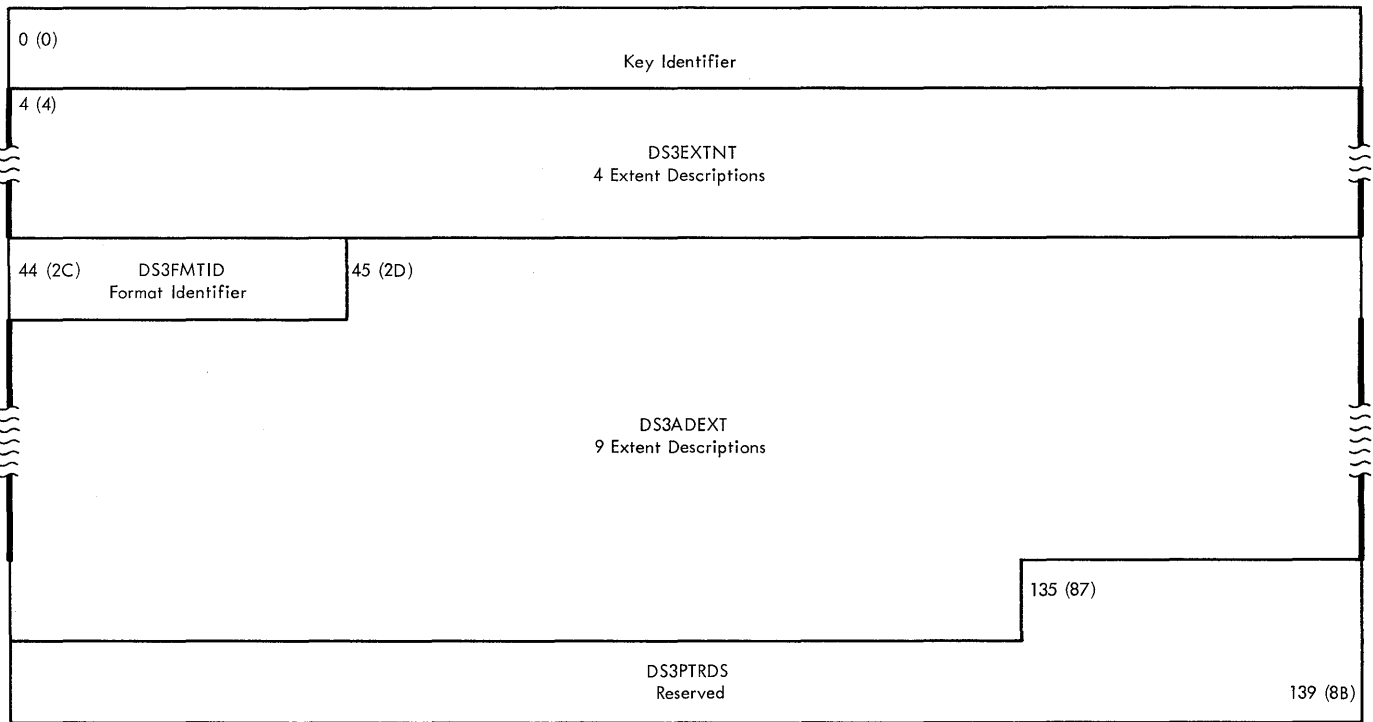 0 (0)
Key Identifier
4 (4)
DS3EXTNT
4 Extent Descriptions
44 (2C) DS3FMTID 45 (2D)
Format Identifier
DS3ADEXT
9 Extent Descriptions
135 (87)
DS3PTRDS
Reserved 139 (8B)